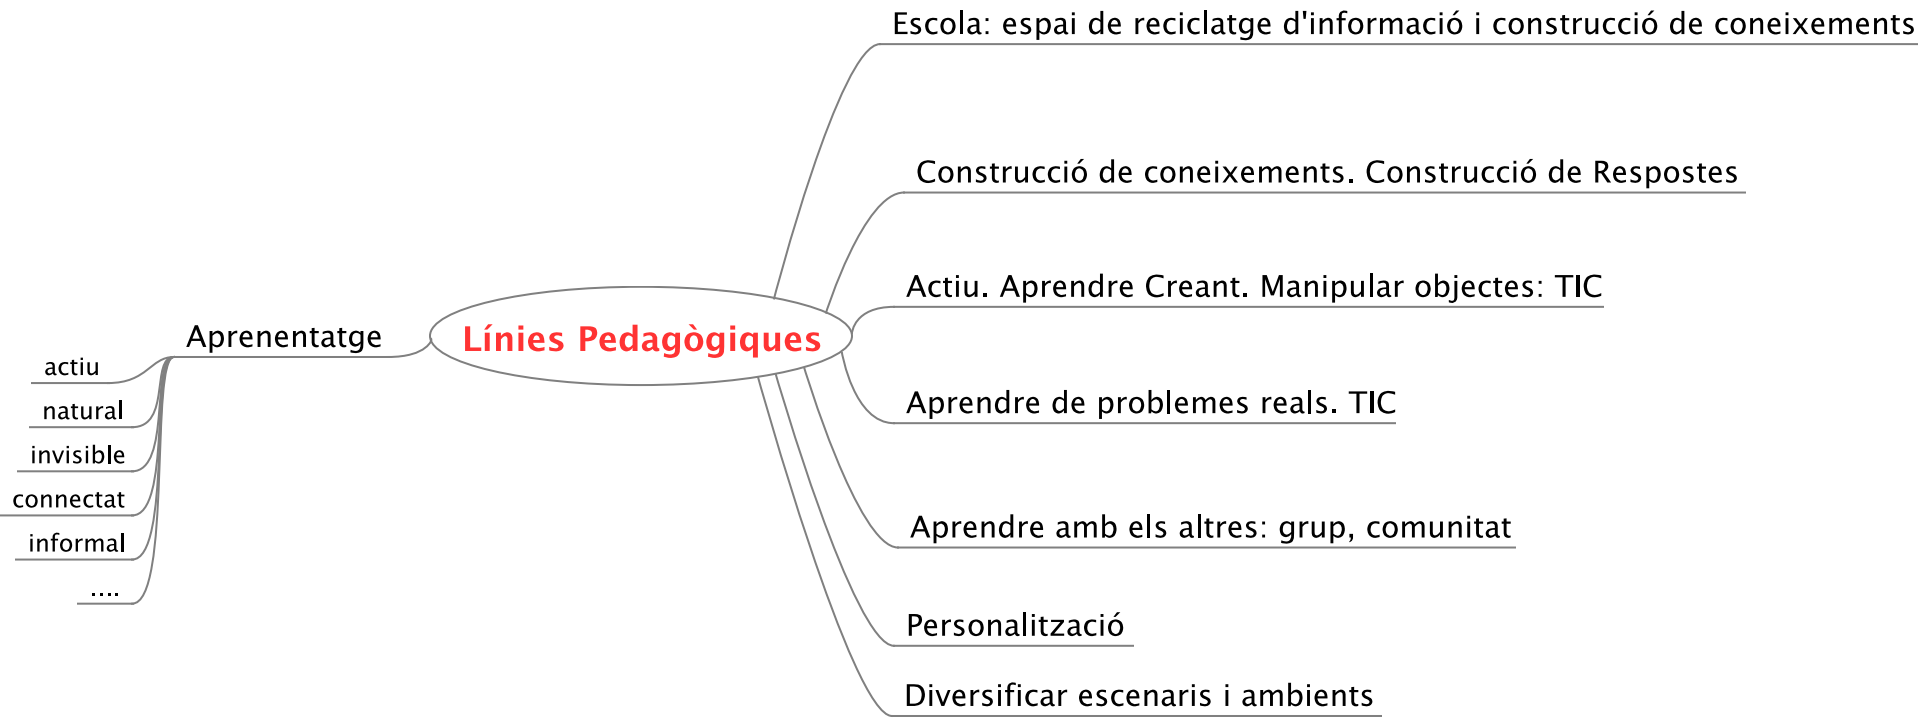 Línies Pedagògiques
Escola: espai de reciclatge d'informació i construcció de coneixements
Construcció de coneixements. Construcció de Respostes
Actiu. Aprendre Creant. Manipular objectes: TIC
Aprendre de problemes reals. TIC
Aprendre amb els altres: grup, comunitat
Personalització
Diversificar escenaris i ambients
Aprenentatge
actiu
natural
invisible
connectat
informal
....